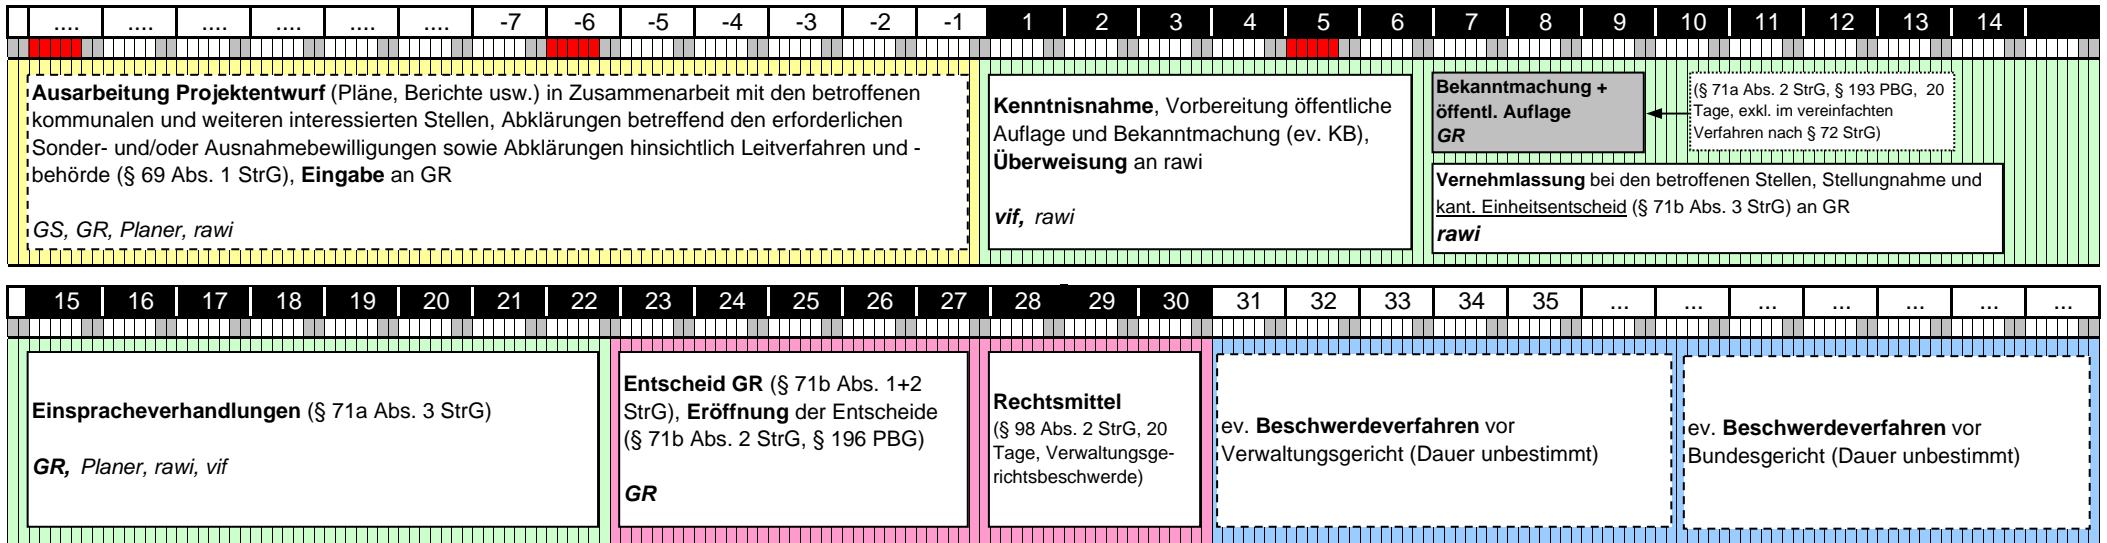 .... .... .... .... .... .... -7 -6 -5 -4 -3 -2 -1 1 2 3 4 5 6 7 8 9 10 11 12 13 14
Ausarbeitung Projektentwurf (Pläne, Berichte usw.) in Zusammenarbeit mit den betroffenen
kommunalen und weiteren interessierten Stellen, Abklärungen betreffend den erforderlichen
Sonder- und/oder Ausnahmebewilligungen sowie Abklärungen hinsichtlich Leitverfahren und -
behörde (§ 69 Abs. 1 StrG), Eingabe an GR
GS, GR, Planer, rawi
Kenntnisnahme, Vorbereitung öffentliche
Auflage und Bekanntmachung (ev. KB),
Überweisung an rawi
vif, rawi
Bekanntmachung +
öffentl. Auflage
GR
(§ 71a Abs. 2 StrG, § 193 PBG, 20
Tage, exkl. im vereinfachten
Verfahren nach § 72 StrG)
Vernehmlassung bei den betroffenen Stellen, Stellungnahme und
kant. Einheitsentscheid (§ 71b Abs. 3 StrG) an GR
rawi
15 16 17 18 19 20 21 22 23 24 25 26 27 28 29 30 31 32 33 34 35 ... ... ... ... ... ... ...
Einspracheverhandlungen (§ 71a Abs. 3 StrG)
GR, Planer, rawi, vif
Entscheid GR (§ 71b Abs. 1+2
StrG), Eröffnung der Entscheide
(§ 71b Abs. 2 StrG, § 196 PBG)
GR
Rechtsmittel
(§ 98 Abs. 2 StrG, 20
Tage, Verwaltungsge-
richtsbeschwerde)
ev. Beschwerdeverfahren vor
Verwaltungsgericht (Dauer unbestimmt)
ev. Beschwerdeverfahren vor
Bundesgericht (Dauer unbestimmt)